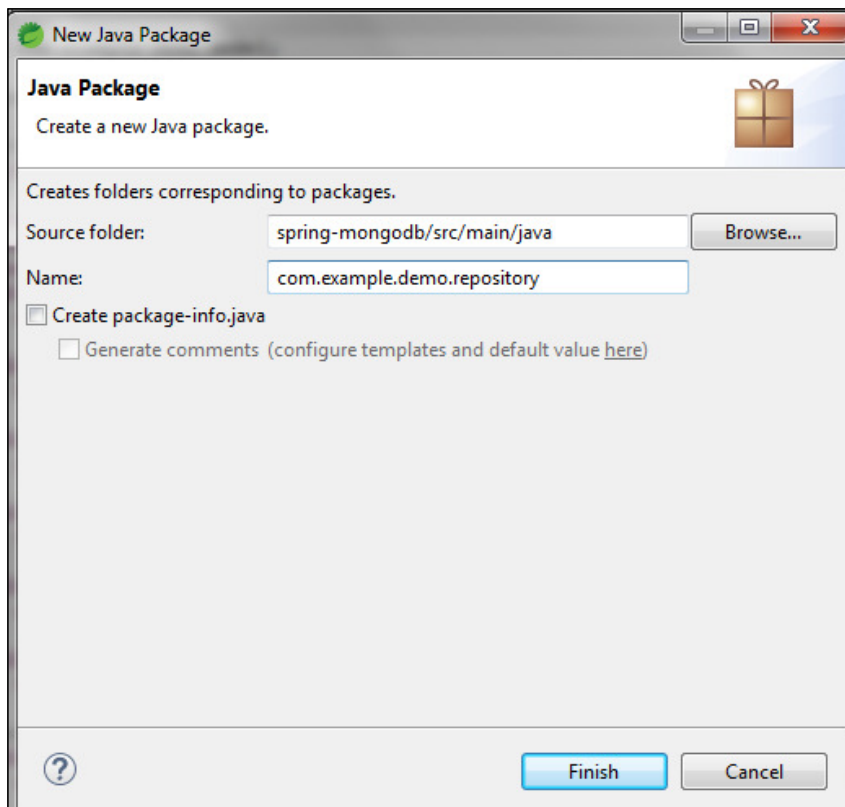 New Java Package
Java Package
Create a new Java package.
Creates folders corresponding to packages.
Source folder: spring-mongodb/src/main/java Browse...
Name: com.example.demo.repository
Create package-info.java
Generate comments (configure templates and default value here)
? Finish Cancel